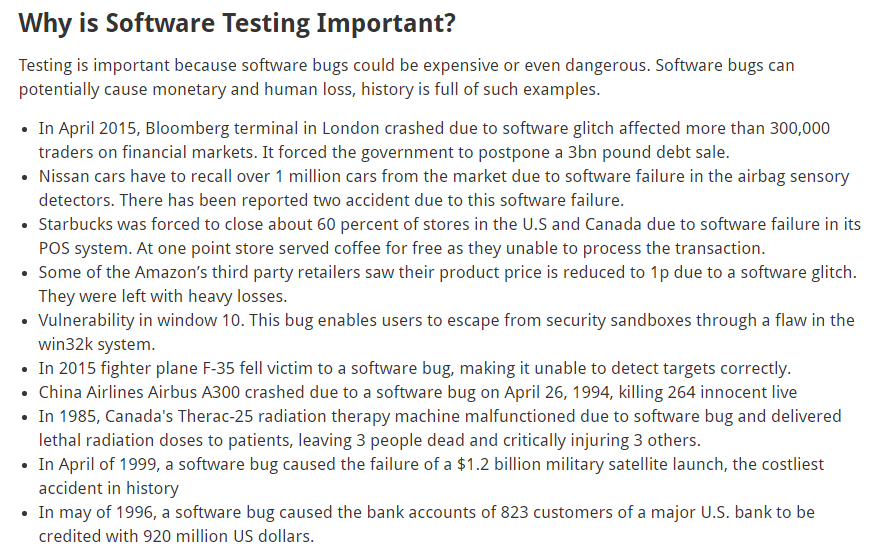 Why is Software Testing Important?
Testing is important because software bugs could be expensive or even dangerous. Software bugs can
potentially cause monetary and human loss, history is full of such examples.
• In April 2015, Bloomberg terminal in London crashed due to software glitch affected more than 300,000
traders on financial markets. It forced the government to postpone a 3bn pound debt sale.
• Nissan cars have to recall over 1 million cars from the market due to software failure in the airbag sensory
detectors. There has been reported two accident due to this software failure.
• Starbucks was forced to close about 60 percent of stores in the U.S and Canada due to software failure in its
POS system. At one point store served coffee for free as they unable to process the transaction.
• Some of the Amazon’s third party retailers saw their product price is reduced to 1p due to a software glitch.
They were left with heavy losses.
• Vulnerability in window 10. This bug enables users to escape from security sandboxes through a flaw in the
win32k system.
• In 2015 fighter plane F-35 fell victim to a software bug, making it unable to detect targets correctly.
• China Airlines Airbus A300 crashed due to a software bug on April 26, 1994, killing 264 innocent live
• In 1985, Canada's Therac-25 radiation therapy machine malfunctioned due to software bug and delivered
lethal radiation doses to patients, leaving 3 people dead and critically injuring 3 others.
• In April of 1999, a software bug caused the failure of a $1.2 billion military satellite launch, the costliest
accident in history
• In may of 1996, a software bug caused the bank accounts of 823 customers of a major U.S. bank to be
credited with 920 million US dollars.